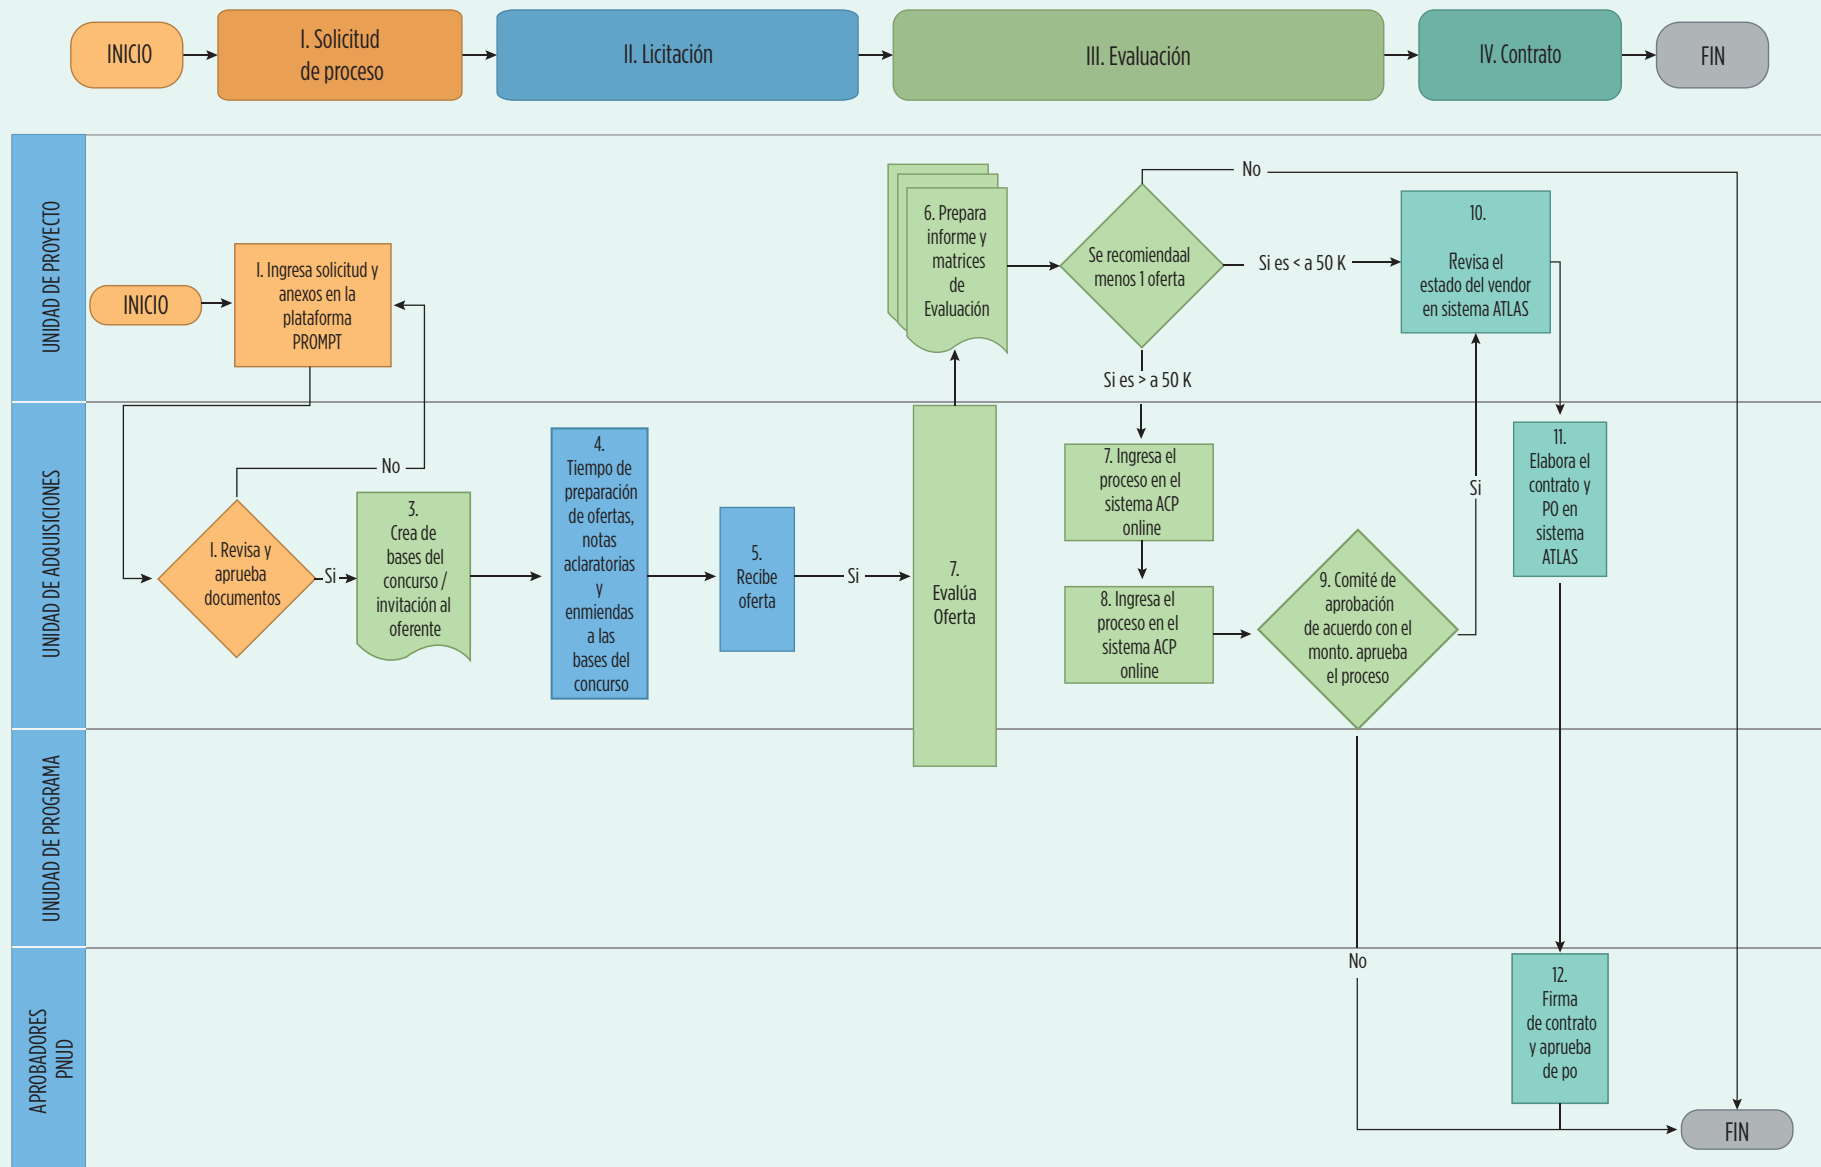 INICIO
I. Solicitud
de proceso
II. Licitación
III. Evaluación
IV. Contrato
FIN
UNIDAD DE PROYECTO
INICIO
I. Ingresa solicitud y
anexos en la
plataforma
PROMPT
6. Prepara
informe y
matrices
de
Evaluación
Se recomiendaal
menos 1 oferta
No
Si es < a 50 K
Si es > a 50 K
10.
Revisa el
estado del vendor
en sistema ATLAS
UNIDAD DE ADQUISICIONES
I. Revisa y
aprueba
documentos
No
Si
3.
Crea de
bases del
concurso /
invitación al
oferente
4.
Tiempo de
preparación
de ofertas,
notas
aclaratorias
y
enmiendas
a las
bases del
concurso
5.
Recibe
oferta
Si
7.
Evalúa
Oferta
7. Ingresa el
proceso en el
sistema ACP
online
8. Ingresa el
proceso en el
sistema ACP
online
9. Comité de
aprobación
de acuerdo con el
monto. aprueba
el proceso
Si
11.
Elabora el
contrato y
PO en
sistema
ATLAS
UNUDAD DE PROGRAMA
APROBADORES
PNUD
No
12.
Firma
de contrato
y aprueba
de po
FIN